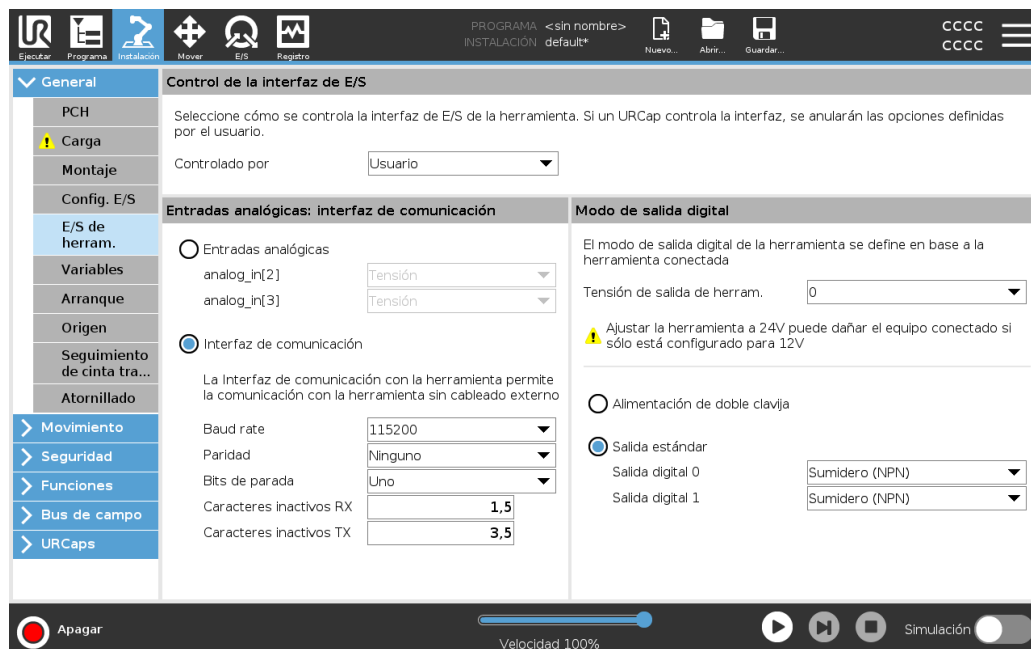 UR
PROGRAMA <sin nombre>
INSTALACIÓN default*
cccc
cccc
Ejecutar
Programa
Instalación
Mover
E/S
Registro
Nuevo...
Abrir...
Guardar...
General
PCH
Carga
Montaje
Config. E/S
E/S de
herram.
Variables
Arranque
Origen
Seguimiento
de cinta tra...
Atornillado
Movimiento
Seguridad
Funciones
Bus de campo
URCaps
Control de la interfaz de E/S
Seleccione cómo se controla la interfaz de E/S de la herramienta. Si un URCap controla la interfaz, se anularán las opciones definidas
por el usuario.
Controlado por Usuario
Entradas analógicas: interfaz de comunicación
Entradas analógicas
analog_in[2] Tensión
analog_in[3] Tensión
Interfaz de comunicación
La Interfaz de comunicación con la herramienta permite
la comunicación con la herramienta sin cableado externo
Baud rate 115200
Paridad Ninguno
Bits de parada Uno
Caracteres inactivos RX 1,5
Caracteres inactivos TX 3,5
Modo de salida digital
El modo de salida digital de la herramienta se define en base a la
herramienta conectada
Tensión de salida de herram. 0
Ajustar la herramienta a 24V puede dañar el equipo conectado si
sólo está configurado para 12V
Alimentación de doble clavija
Salida estándar
Salida digital 0 Sumidero (NPN)
Salida digital 1 Sumidero (NPN)
Apagar
Velocidad 100%
Simulación